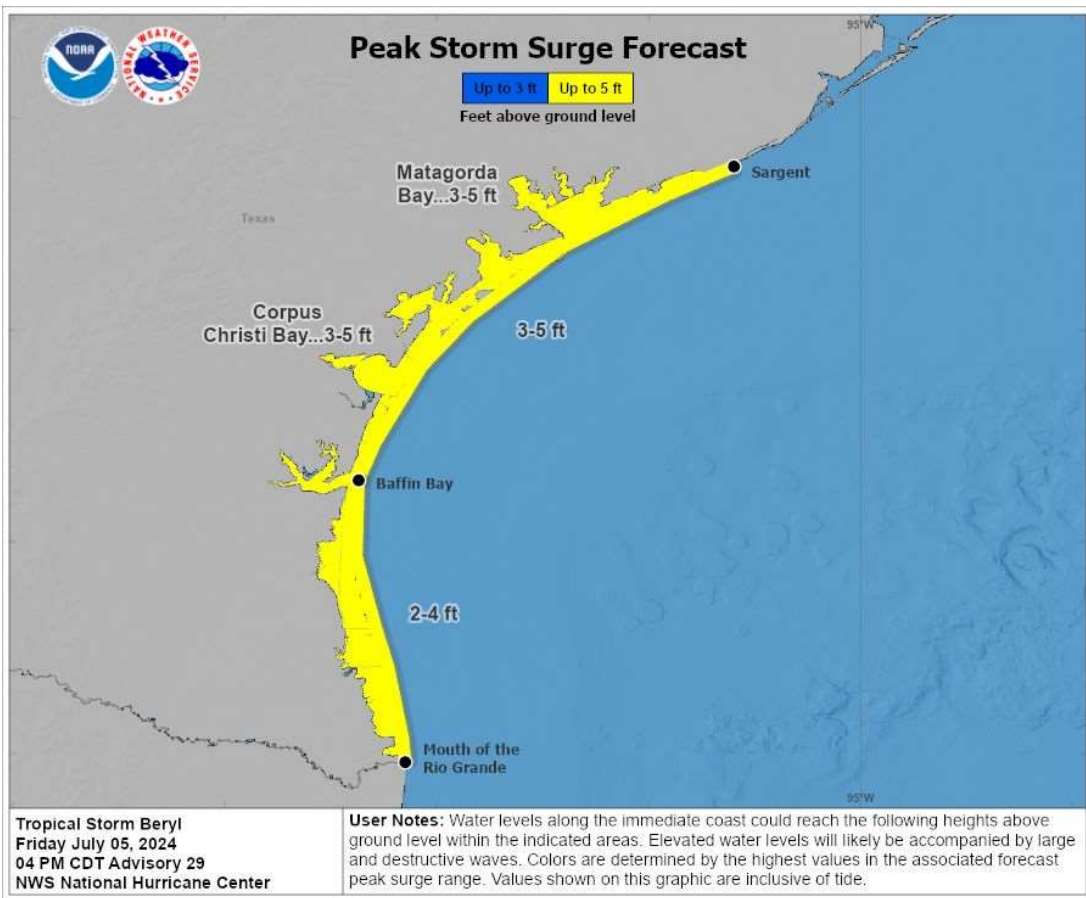 Peak Storm Surge Forecast
NOAA
NATIONAL WEATHER SERVICE
Up to 3 ft Up to 5 ft
Feet above ground level
95°W
Matagorda
Bay...3-5 ft
Sargent
Texas
Corpus
Christi Bay...3-5 ft
3-5 ft
Baffin Bay
2-4 ft
Mouth of the
Rio Grande
95°W
Tropical Storm Beryl
Friday July 05, 2024
04 PM CDT Advisory 29
NWS National Hurricane Center
User Notes: Water levels along the immediate coast could reach the following heights above
ground level within the indicated areas. Elevated water levels will likely be accompanied by large
and destructive waves. Colors are determined by the highest values in the associated forecast
peak surge range. Values shown on this graphic are inclusive of tide.